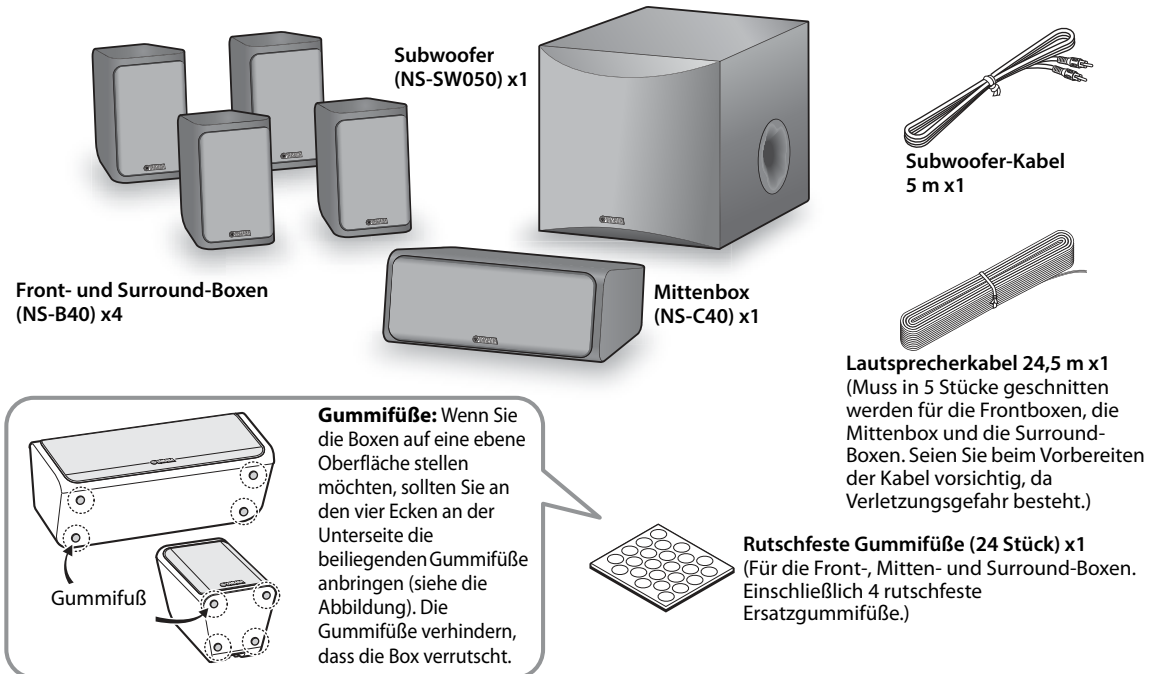 Subwoofer
(NS-SW050) x1
Subwoofer-Kabel
5 m x1
Front- und Surround-Boxen
(NS-B40) x4
Mittenbox
(NS-C40) x1
Lautsprecherkabel 24,5 m x1
(Muss in 5 Stücke geschnitten
werden für die Frontboxen, die
Mittenbox und die Surround-
Boxen. Seien Sie beim Vorbereiten
der Kabel vorsichtig, da
Verletzungsgefahr besteht.)
Gummifüße: Wenn Sie
die Boxen auf eine ebene
Oberfläche stellen
möchten, sollten Sie an
den vier Ecken an der
Unterseite die
beiliegenden Gummifüße
anbringen (siehe die
Abbildung). Die
Gummifüße verhindern,
dass die Box verrutscht.
Gummifuß
Rutschfeste Gummifüße (24 Stück) x1
(Für die Front-, Mitten- und Surround-Boxen.
Einschließlich 4 rutschfeste
Ersatzgummifüße.)